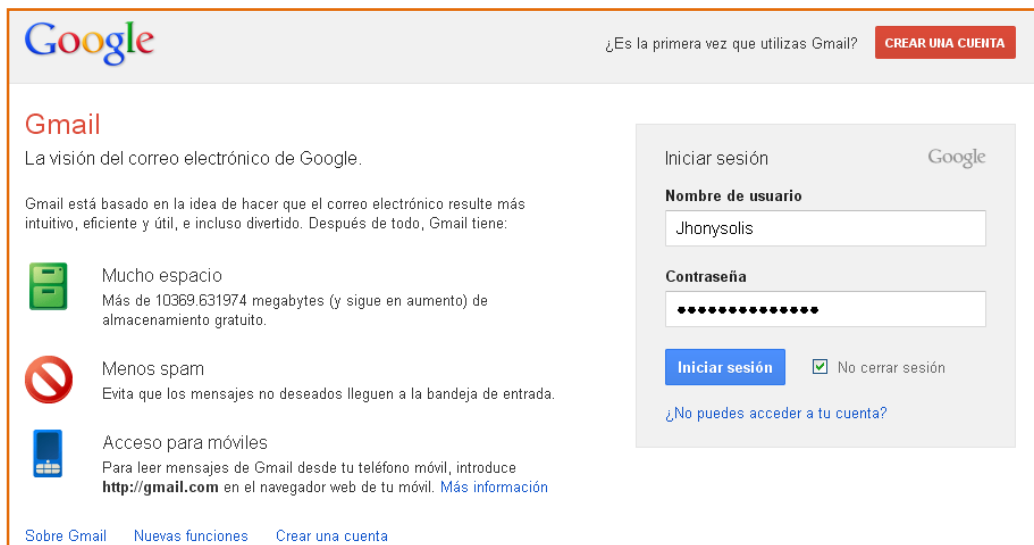 Google
¿Es la primera vez que utilizas Gmail?
CREAR UNA CUENTA
Gmail
La visión del correo electrónico de Google.
Gmail está basado en la idea de hacer que el correo electrónico resulte más
intuitivo, eficiente y útil, e incluso divertido. Después de todo, Gmail tiene:
Mucho espacio
Más de 10369.631974 megabytes (y sigue en aumento) de
almacenamiento gratuito.
Menos spam
Evita que los mensajes no deseados lleguen a la bandeja de entrada.
Acceso para móviles
Para leer mensajes de Gmail desde tu teléfono móvil, introduce
http://gmail.com en el navegador web de tu móvil. Más información
Sobre Gmail Nuevas funciones Crear una cuenta
Iniciar sesión Google
Nombre de usuario
Jhonysolis
Contraseña
••••••••••••••
Iniciar sesión No cerrar sesión
¿No puedes acceder a tu cuenta?